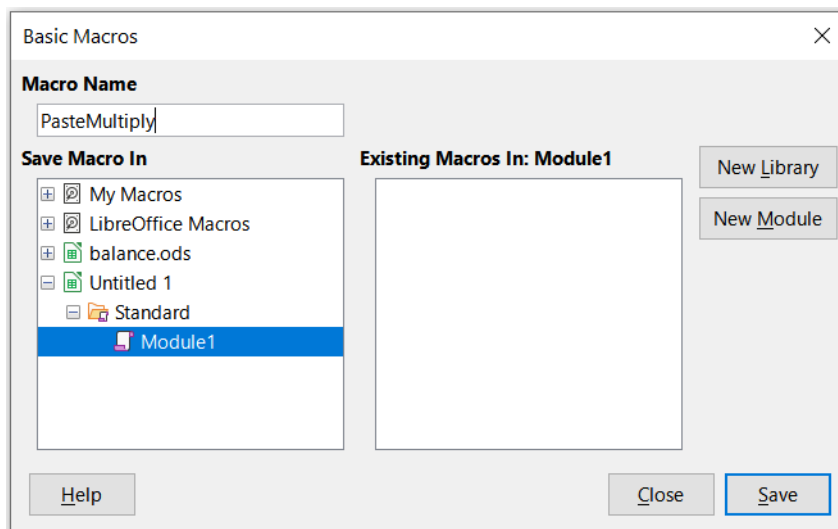 Basic Macros
Macro Name
PasteMultiply
Save Macro In
Existing Macros In: Module1
My Macros
LibreOffice Macros
balance.ods
Untitled 1
Standard
Module1
New Library
New Module
Help
Close
Save